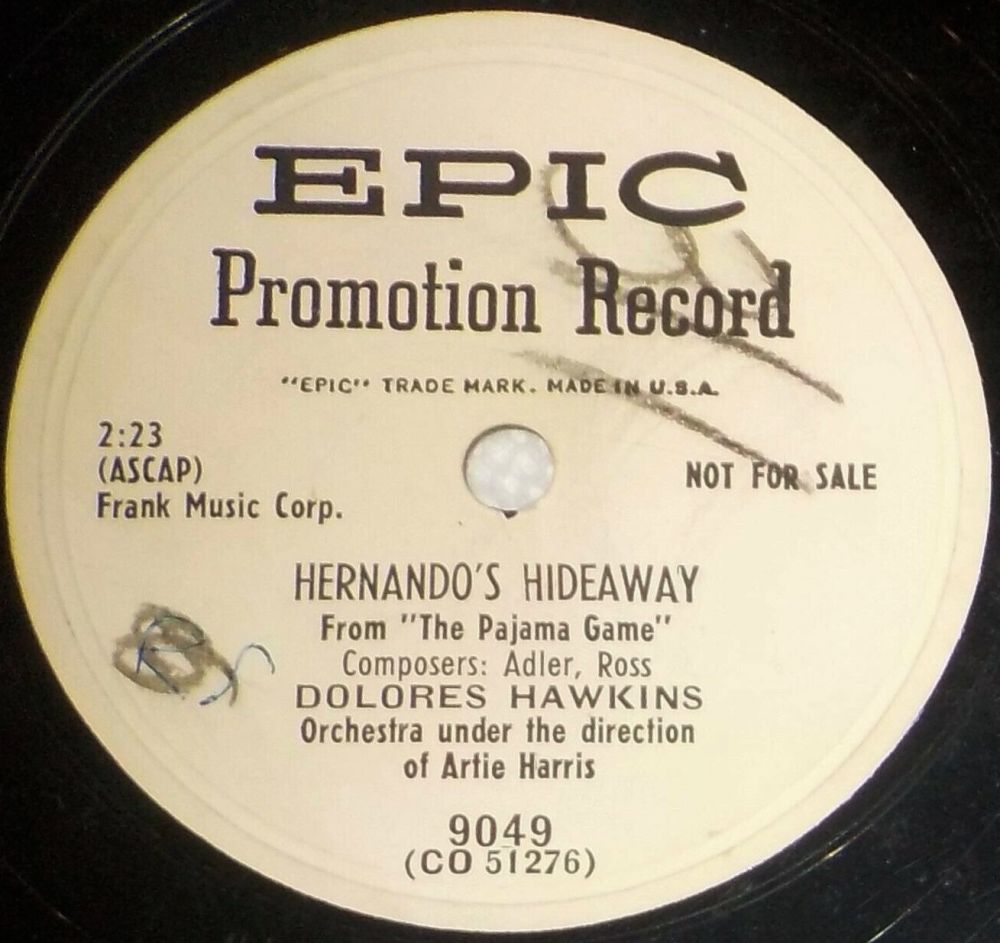 EPIC
Promotion Record
"EPIC" TRADE MARK. MADE IN U.S.A.
2:23
(ASCAP)
Frank Music Corp.
NOT FOR SALE
HERNANDO'S HIDEAWAY
From "The Pajama Game"
Composers: Adler, Ross
DOLORES HAWKINS
Orchestra under the direction
of Artie Harris
9049
(CO 51276)